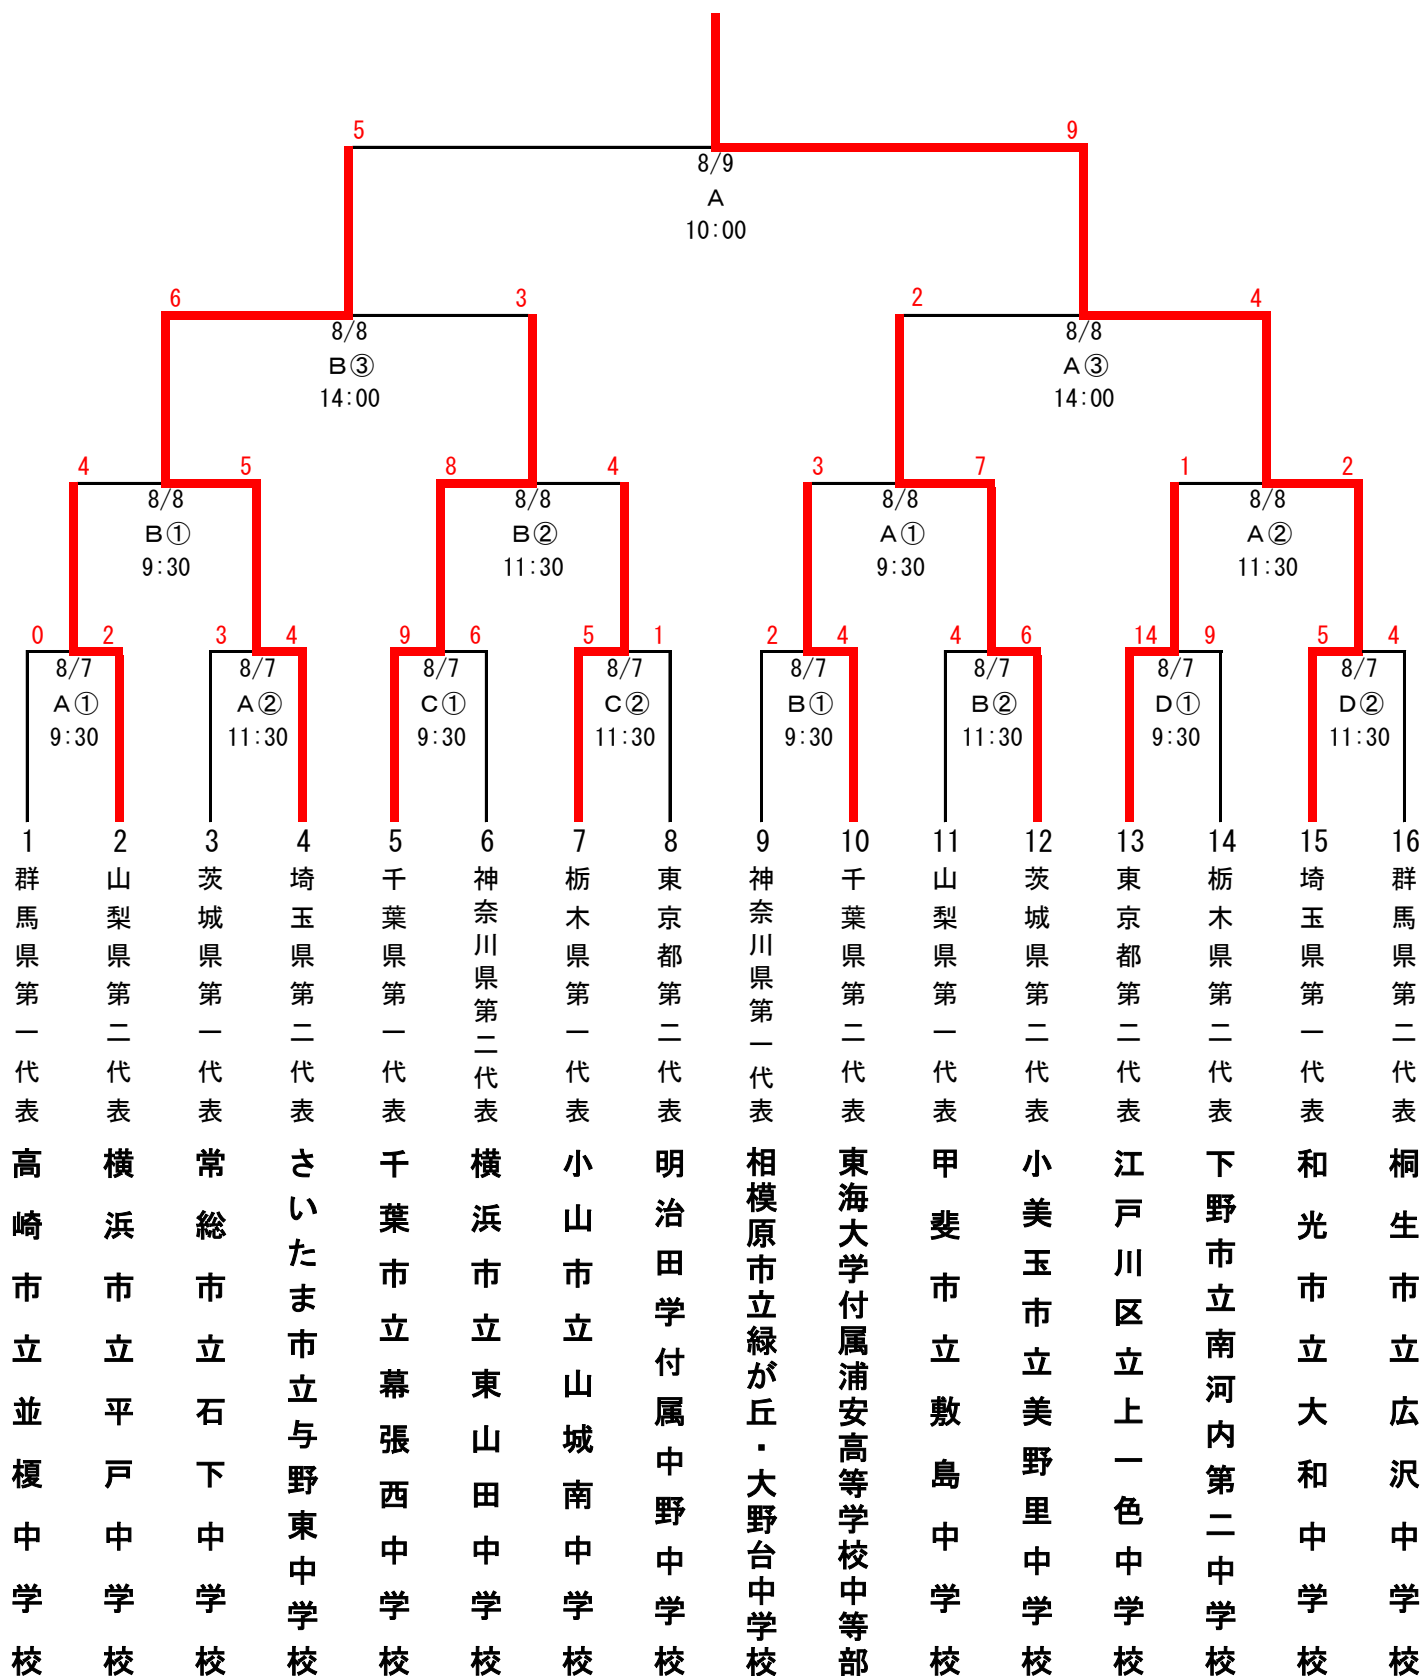 5 9
8/9
A
10:00
6 3 2 4
8/8 8/8
B③ A③
14:00 14:00
4 5 8 4 3 7 1 2
8/8 8/8 8/8 8/8
B① B② A① A②
9:30 11:30 9:30 11:30
0 2 3 4 9 6 5 1 2 4 4 6 14 9 5 4
8/7 8/7 8/7 8/7 8/7 8/7 8/7 8/7
A① A② C① C② B① B② D① D②
9:30 11:30 9:30 11:30 9:30 11:30 9:30 11:30
1 2 3 4 5 6 7 8 9 10 11 12 13 14 15 16
群馬県第一代表
山梨県第二代表
茨城県第一代表
埼玉県第二代表
千葉県第一代表
神奈川県第二代表
栃木県第一代表
東京都第二代表
神奈川県第一代表
千葉県第二代表
山梨県第一代表
茨城県第二代表
東京都第二代表
栃木県第二代表
埼玉県第一代表
群馬県第二代表
高崎市立並榎中学校
横浜市立平戸中学校
常総市立石下中学校
さいたま市立与野東中学校
千葉市立幕張西中学校
横浜市立東山田中学校
小山市立山城南中学校
明治田学付属中野中学校
相模原市立緑が丘・大野台中学校
東海大学付属浦安高等学校中等部
甲斐市立敷島中学校
小美玉市立美野里中学校
江戸川区立上一色中学校
下野市立南河内第二中学校
和光市立大和中学校
桐生市立広沢中学校